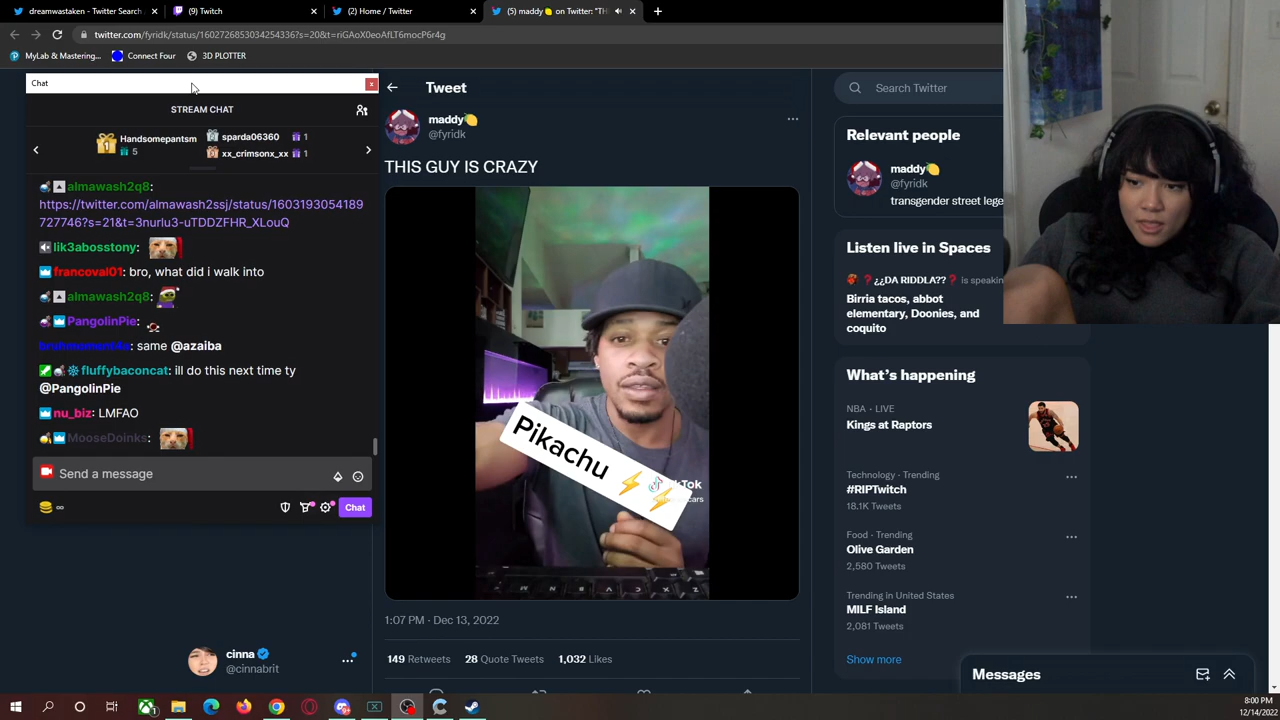 dreamwastaken - Twitter Search
(9) Twitch
(2) Home / Twitter
(5) maddy🍋 on Twitter: "TH
twitter.com/fyridk/status/1602726853034254336?s=20&t=riGAoX0eoAfLT6mocP6r4g
MyLab & Mastering...
Connect Four
3D PLOTTER
Chat
STREAM CHAT
1
Handsomepantsm
5
sparda06360 1
xx_crimsonx_xx 1
almawash2q8:
https://twitter.com/almawash2ssj/status/1603193054189
727746?s=21&t=3nurlu3-uTDDZFHR_XLouQ
lik3abosstony:
francoval01: bro, what did i walk into
almawash2q8:
PangolinPie:
same @azaiba
fluffybaconcat: ill do this next time ty
@PangolinPie
nu_biz: LMFAO
MooseDoinks:
Send a message
∞
Chat
cinna
@cinnabrit
Tweet
maddy🍋
@fyridk
THIS GUY IS CRAZY
Pikachu ⚡⚡
1:07 PM · Dec 13, 2022
149 Retweets 28 Quote Tweets 1,032 Likes
Search Twitter
Relevant people
maddy🍋
@fyridk
transgender street lege
Listen live in Spaces
¿¿DA RIDDLA?? is speakin
Birria tacos, abbot
elementary, Doonies, and
coquito
What's happening
NBA · LIVE
Kings at Raptors
Technology · Trending
#RIPTwitch
18.1K Tweets
Food · Trending
Olive Garden
2,580 Tweets
Trending in United States
MILF Island
2,081 Tweets
Show more
Messages
8:00 PM
12/14/2022